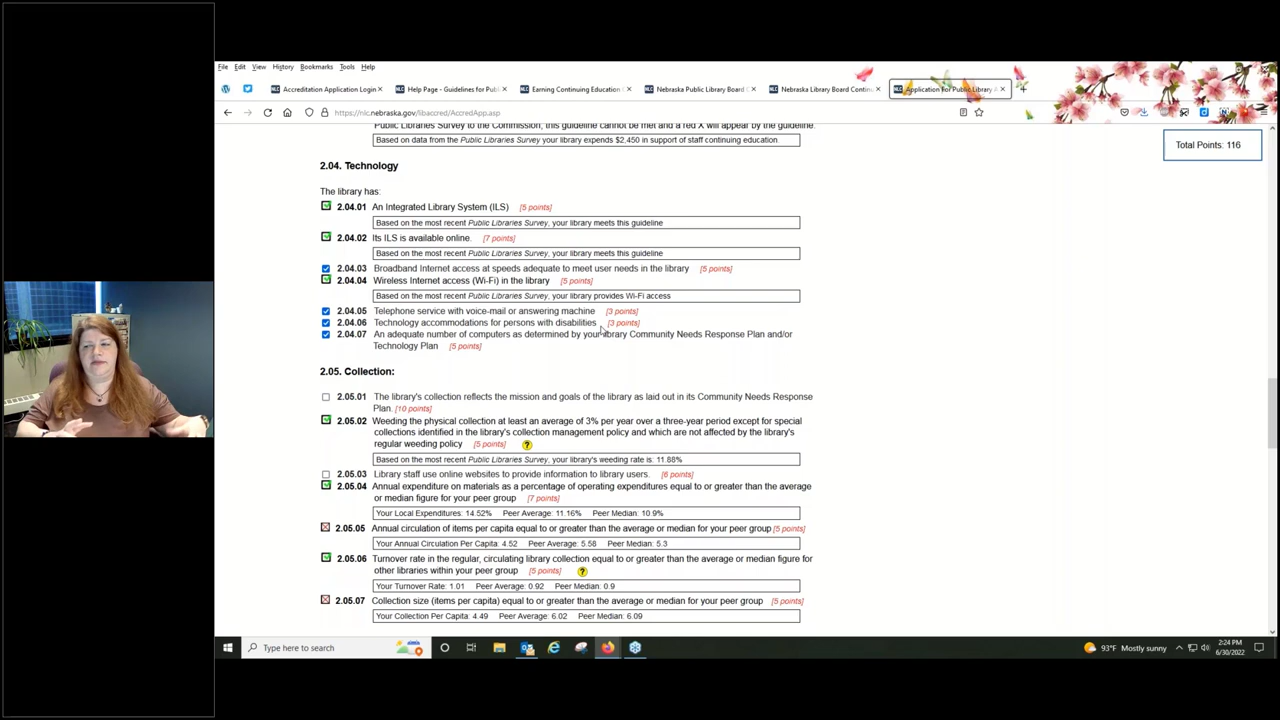 File Edit View History Bookmarks Tools Help
Accreditation Application Login
Help Page - Guidelines for Pub
Earning Continuing Education
Nebraska Public Library Board C
Nebraska Library Board Contin
Application For Public Library A
https://nlc.nebraska.gov/libaccred/AccredApp.asp
Public Libraries Survey to the Commission, this guideline cannot be met and a red X will appear by the guideline.
Based on data from the Public Libraries Survey your library expends $2,450 in support of staff continuing education
Total Points: 116
2.04. Technology
The library has:
2.04.01 An Integrated Library System (ILS) [5 points]
Based on the most recent Public Libraries Survey, your library meets this guideline
2.04.02 Its ILS is available online. [7 points]
Based on the most recent Public Libraries Survey, your library meets this guideline
2.04.03 Broadband Internet access at speeds adequate to meet user needs in the library [5 points]
2.04.04 Wireless Internet access (Wi-Fi) in the library [5 points]
Based on the most recent Public Libraries Survey, your library provides Wi-Fi access
2.04.05 Telephone service with voice-mail or answering machine [3 points]
2.04.06 Technology accommodations for persons with disabilities [3 points]
2.04.07 An adequate number of computers as determined by your library Community Needs Response Plan and/or
Technology Plan [5 points]
2.05. Collection:
2.05.01 The library's collection reflects the mission and goals of the library as laid out in its Community Needs Response
Plan. [10 points]
2.05.02 Weeding the physical collection at least an average of 3% per year over a three-year period except for special
collections identified in the library's collection management policy and which are not affected by the library's
regular weeding policy [5 points] ?
Based on the most recent Public Libraries Survey, your library's weeding rate is: 11.88%
2.05.03 Library staff use online websites to provide information to library users. [6 points]
2.05.04 Annual expenditure on materials as a percentage of operating expenditures equal to or greater than the average
or median figure for your peer group [7 points]
Your Local Expenditures: 14.52% Peer Average: 11.16% Peer Median: 10.9%
2.05.05 Annual circulation of items per capita equal to or greater than the average or median for your peer group [5 points]
Your Annual Circulation Per Capita: 4.52 Peer Average: 5.58 Peer Median: 5.3
2.05.06 Turnover rate in the regular, circulating library collection equal to or greater than the average or median figure for
other libraries within your peer group [5 points] ?
Your Turnover Rate: 1.01 Peer Average: 0.92 Peer Median: 0.9
2.05.07 Collection size (items per capita) equal to or greater than the average or median for your peer group [5 points]
Your Collection Per Capita: 4.49 Peer Average: 6.02 Peer Median: 6.09
Type here to search
93°F Mostly sunny
2:24 PM
6/30/2022